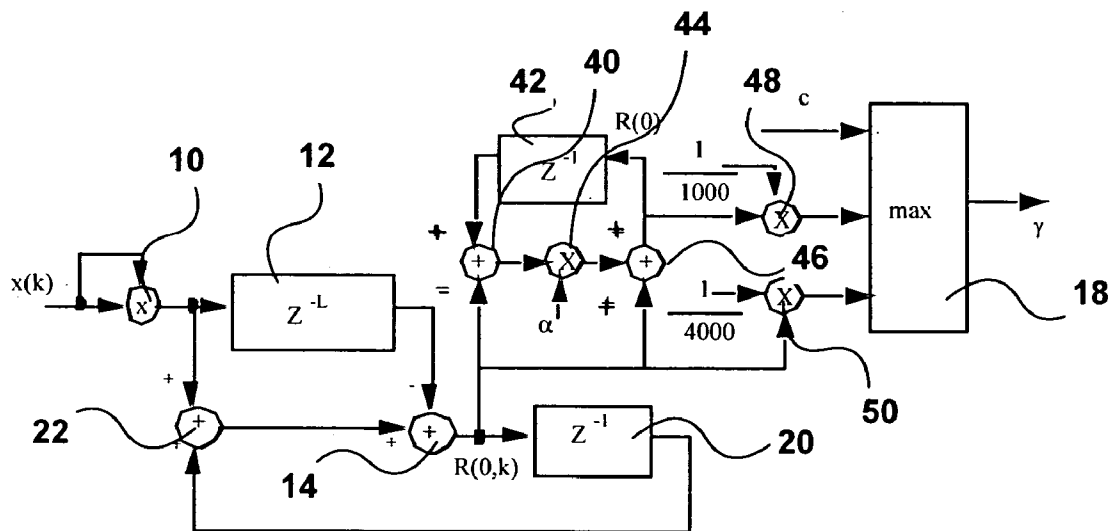 44
42
40
48
c
R(0)
10
12
Z -1
1
1000
X
max
γ
+
+
+
X
+
46
x(k)
x
Z -L
=
α
+
1
4000
X
18
+
-
50
22
+
+
+
+
Z -1
20
14
R(0,k)